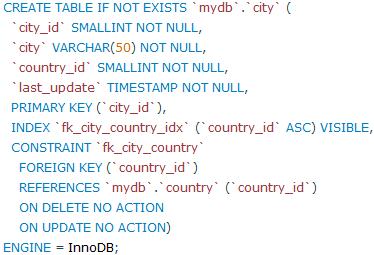 CREATE TABLE IF NOT EXISTS `mydb`.`city` (
  `city_id` SMALLINT NOT NULL,
  `city` VARCHAR(50) NOT NULL,
  `country_id` SMALLINT NOT NULL,
  `last_update` TIMESTAMP NOT NULL,
  PRIMARY KEY (`city_id`),
  INDEX `fk_city_country_idx` (`country_id` ASC) VISIBLE,
  CONSTRAINT `fk_city_country`
    FOREIGN KEY (`country_id`)
    REFERENCES `mydb`.`country` (`country_id`)
    ON DELETE NO ACTION
    ON UPDATE NO ACTION)
ENGINE = InnoDB;